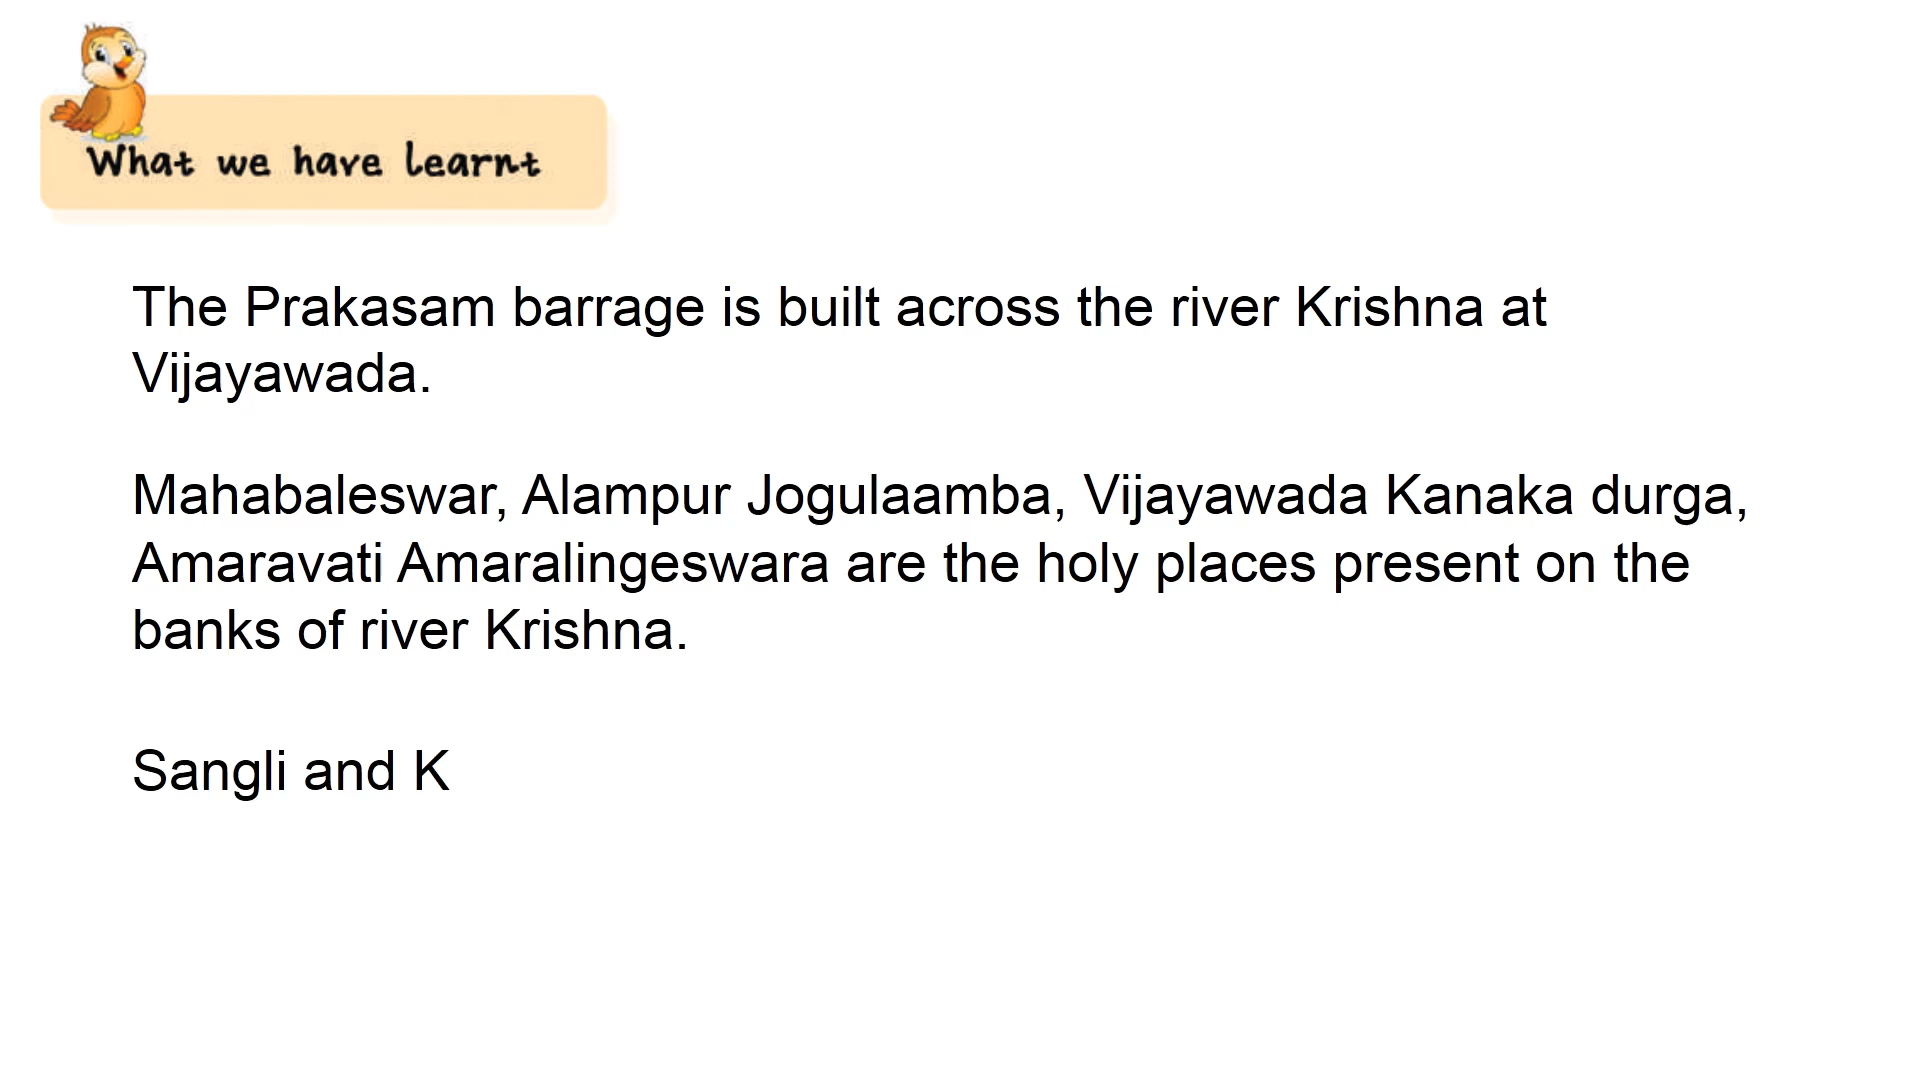 What we have learnt
The Prakasam barrage is built across the river Krishna at
Vijayawada.
Mahabaleswar, Alampur Jogulaamba, Vijayawada Kanaka durga,
Amaravati Amaralingeswara are the holy places present on the
banks of river Krishna.
Sangli and K